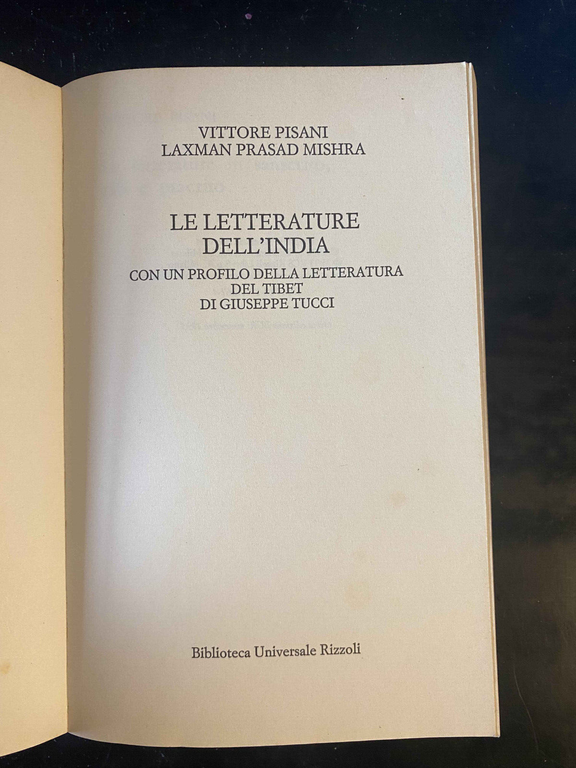 VITTORE PISANI
LAXMAN PRASAD MISHRA
LE LETTERATURE
DELL'INDIA
CON UN PROFILO DELLA LETTERATURA
DEL TIBET
DI GIUSEPPE TUCCI
Biblioteca Universale Rizzoli